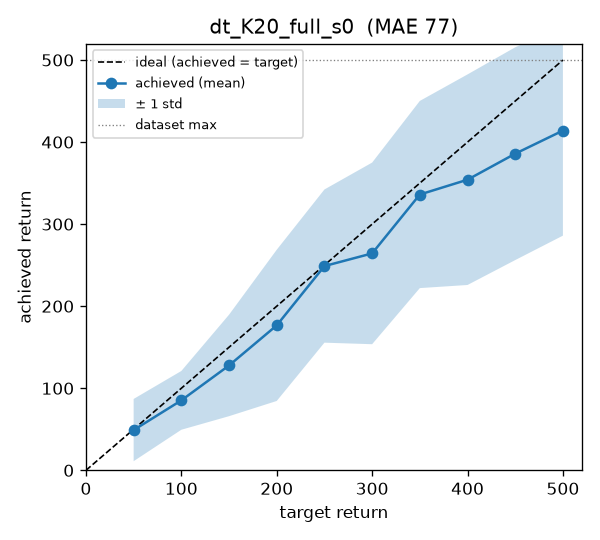 dt_K20_full_s0  (MAE 77)
ideal (achieved = target)
achieved (mean)
± 1 std
dataset max
500
400
300
200
100
0
achieved return
0 100 200 300 400 500
target return